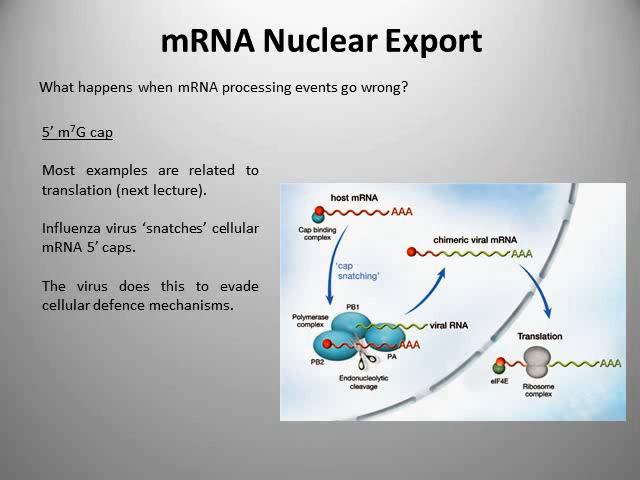 mRNA Nuclear Export
What happens when mRNA processing events go wrong?
5’ m⁷G cap
Most examples are related to
translation (next lecture).
Influenza virus ‘snatches’ cellular
mRNA 5’ caps.
The virus does this to evade
cellular defence mechanisms.
host mRNA
AAA
Cap binding
complex
chimeric viral mRNA
AAA
‘cap
snatching’
PB1
Polymerase
complex
viral RNA
AAA
PB2
PA
Endonucleolytic
cleavage
Translation
AAA
eIF4E
Ribosome
complex